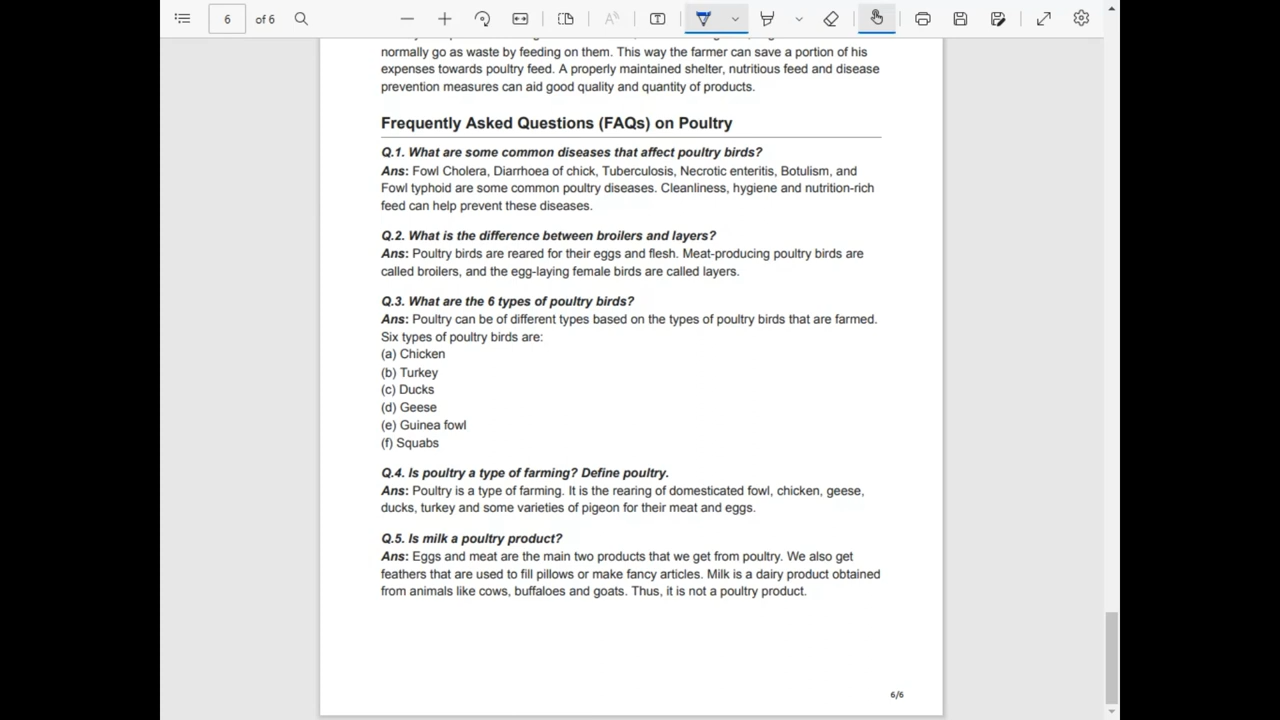 6 of 6
normally go as waste by feeding on them. This way the farmer can save a portion of his
expenses towards poultry feed. A properly maintained shelter, nutritious feed and disease
prevention measures can aid good quality and quantity of products.
Frequently Asked Questions (FAQs) on Poultry
Q.1. What are some common diseases that affect poultry birds?
Ans: Fowl Cholera, Diarrhoea of chick, Tuberculosis, Necrotic enteritis, Botulism, and
Fowl typhoid are some common poultry diseases. Cleanliness, hygiene and nutrition-rich
feed can help prevent these diseases.
Q.2. What is the difference between broilers and layers?
Ans: Poultry birds are reared for their eggs and flesh. Meat-producing poultry birds are
called broilers, and the egg-laying female birds are called layers.
Q.3. What are the 6 types of poultry birds?
Ans: Poultry can be of different types based on the types of poultry birds that are farmed.
Six types of poultry birds are:
(a) Chicken
(b) Turkey
(c) Ducks
(d) Geese
(e) Guinea fowl
(f) Squabs
Q.4. Is poultry a type of farming? Define poultry.
Ans: Poultry is a type of farming. It is the rearing of domesticated fowl, chicken, geese,
ducks, turkey and some varieties of pigeon for their meat and eggs.
Q.5. Is milk a poultry product?
Ans: Eggs and meat are the main two products that we get from poultry. We also get
feathers that are used to fill pillows or make fancy articles. Milk is a dairy product obtained
from animals like cows, buffaloes and goats. Thus, it is not a poultry product.
6/6